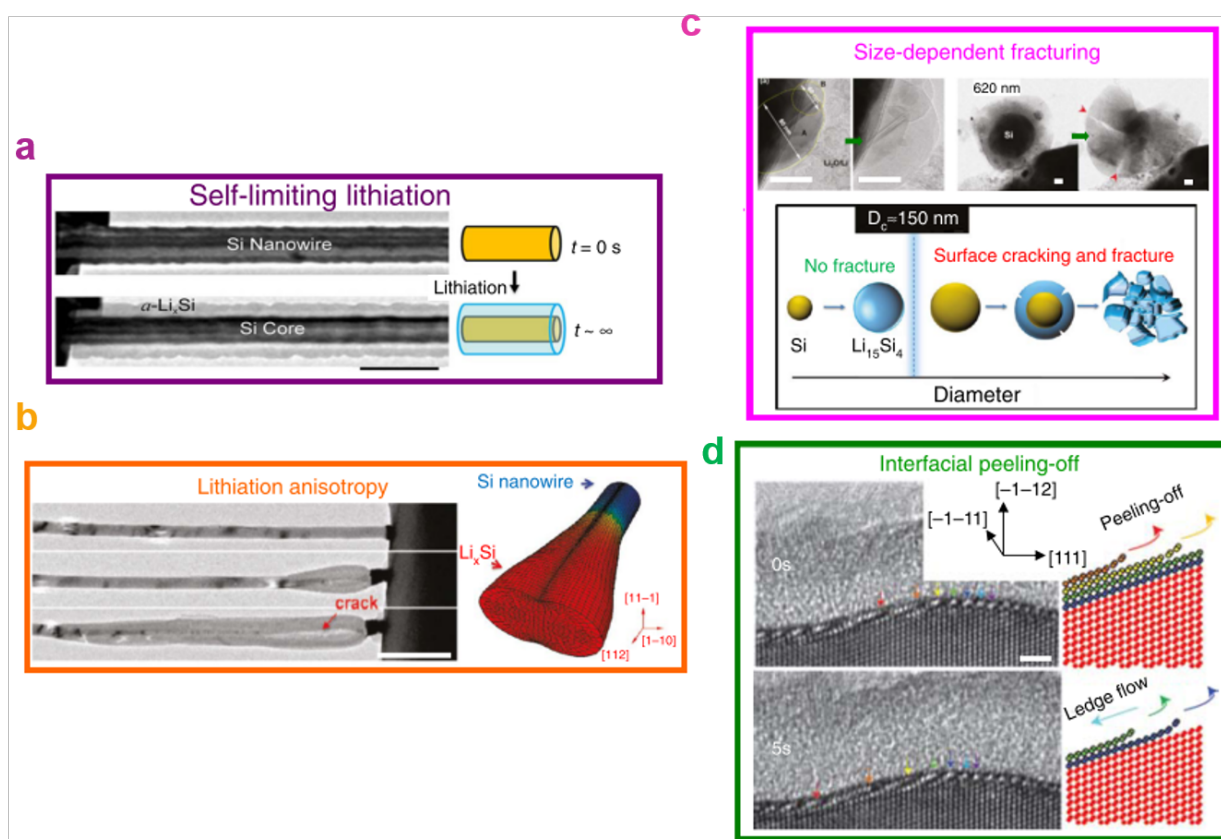 a
Self-limiting lithiation
Si Nanowire
t = 0 s
Lithiation
a-LixSi
Si Core
t ~ ∞
b
Lithiation anisotropy
Si nanowire
LixSi
crack
[11–1]
[1–10]
[112]
c
Size-dependent fracturing
620 nm
B
A
Si
Dc=150 nm
No fracture
Surface cracking and fracture
Si
Li15Si4
Diameter
d
Interfacial peeling-off
[–1–12]
[–1–11]
[111]
Peeling-off
0s
Ledge flow
5s